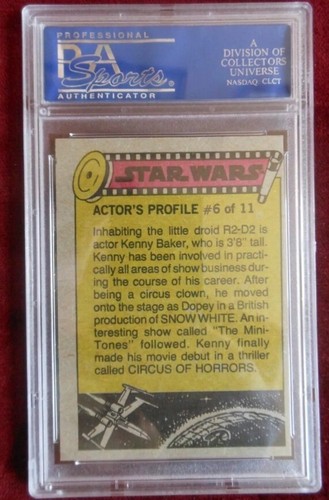 PROFESSIONAL
PSA
Sports
AUTHENTICATOR
A
DIVISION OF
COLLECTORS
UNIVERSE
NASDAQ CLCT
STAR WARS
ACTOR'S PROFILE #6 of 11
Inhabiting the little droid R2-D2 is
actor Kenny Baker, who is 3'8" tall.
Kenny has been involved in practi-
cally all areas of show business dur-
ing the course of his career. After
being a circus clown, he moved
onto the stage as Dopey in a British
production of SNOW WHITE. An in-
teresting show called "The Mini-
Tones" followed. Kenny finally
made his movie debut in a thriller
called CIRCUS OF HORRORS.